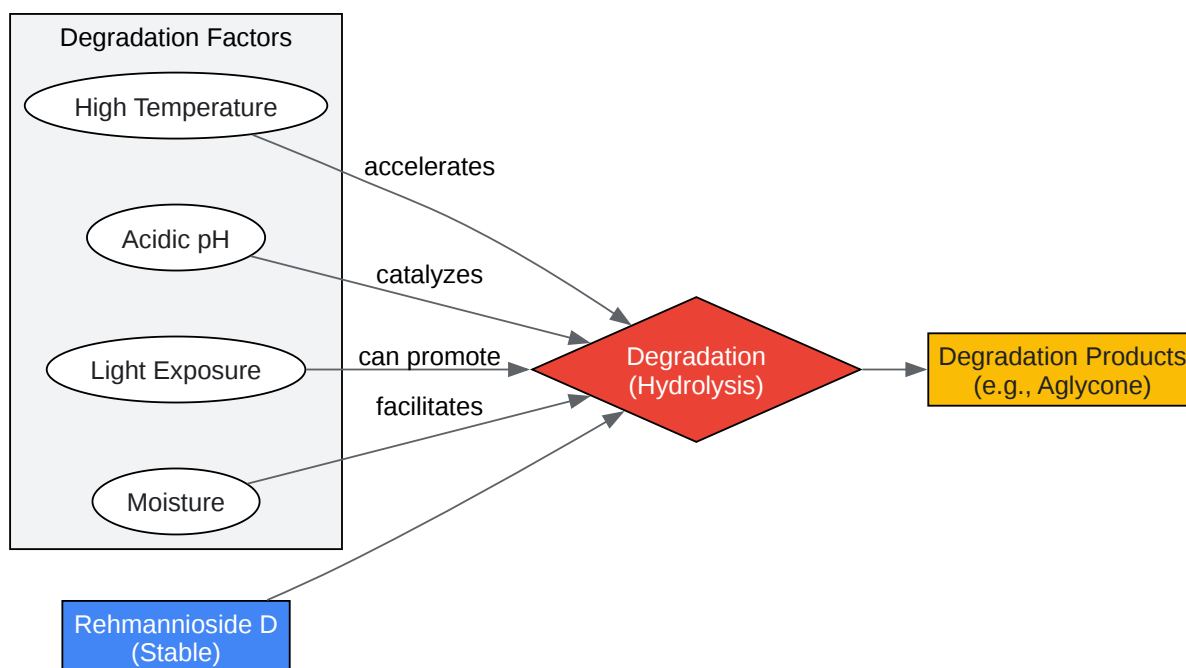 Degradation Factors
High Temperature
accelerates
Acidic pH
catalyzes
Light Exposure
can promote
facilitates
Moisture
Degradation
(Hydrolysis)
Degradation Products
(e.g., Aglycone)
Rehmannioside D
(Stable)